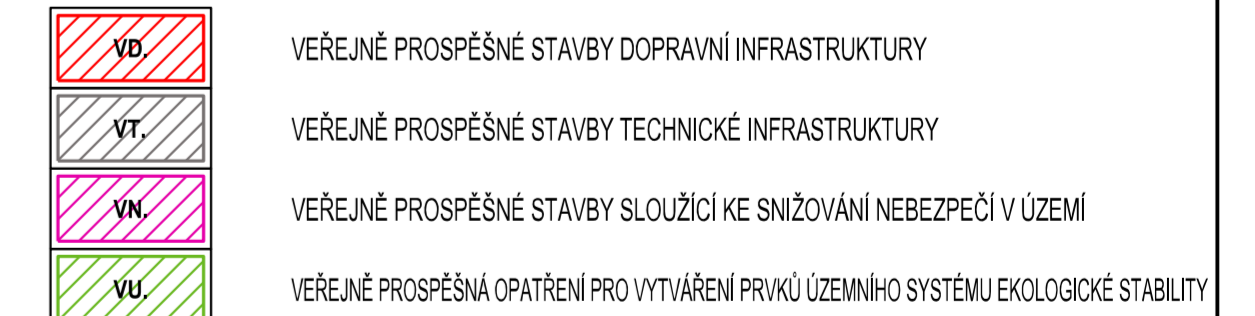 VD. VEŘEJNĚ PROSPĚŠNÉ STAVBY DOPRAVNÍ INFRASTRUKTURY
VT. VEŘEJNĚ PROSPĚŠNÉ STAVBY TECHNICKÉ INFRASTRUKTURY
VN. VEŘEJNĚ PROSPĚŠNÉ STAVBY SLOUŽÍCÍ KE SNIŽOVÁNÍ NEBEZPEČÍ V ÚZEMÍ
VU. VEŘEJNĚ PROSPĚŠNÁ OPATŘENÍ PRO VYTVÁŘENÍ PRVKŮ ÚZEMNÍHO SYSTÉMU EKOLOGICKÉ STABILITY